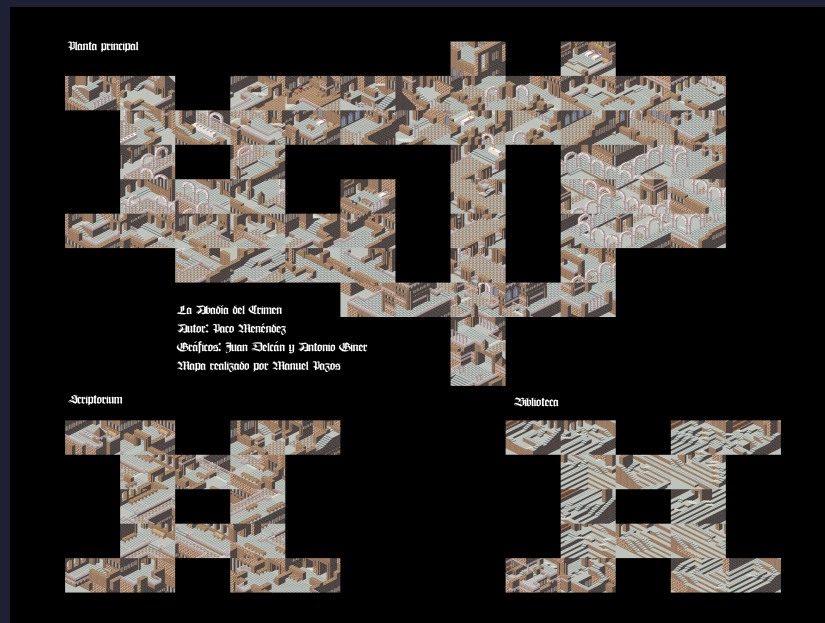 Planta principal
La Abadía del Crimen
Autor: Paco Menéndez
Gráficos: Juan Delcán y Antonio Giner
Mapa realizado por Manuel Pazos
Scriptorium
Biblioteca